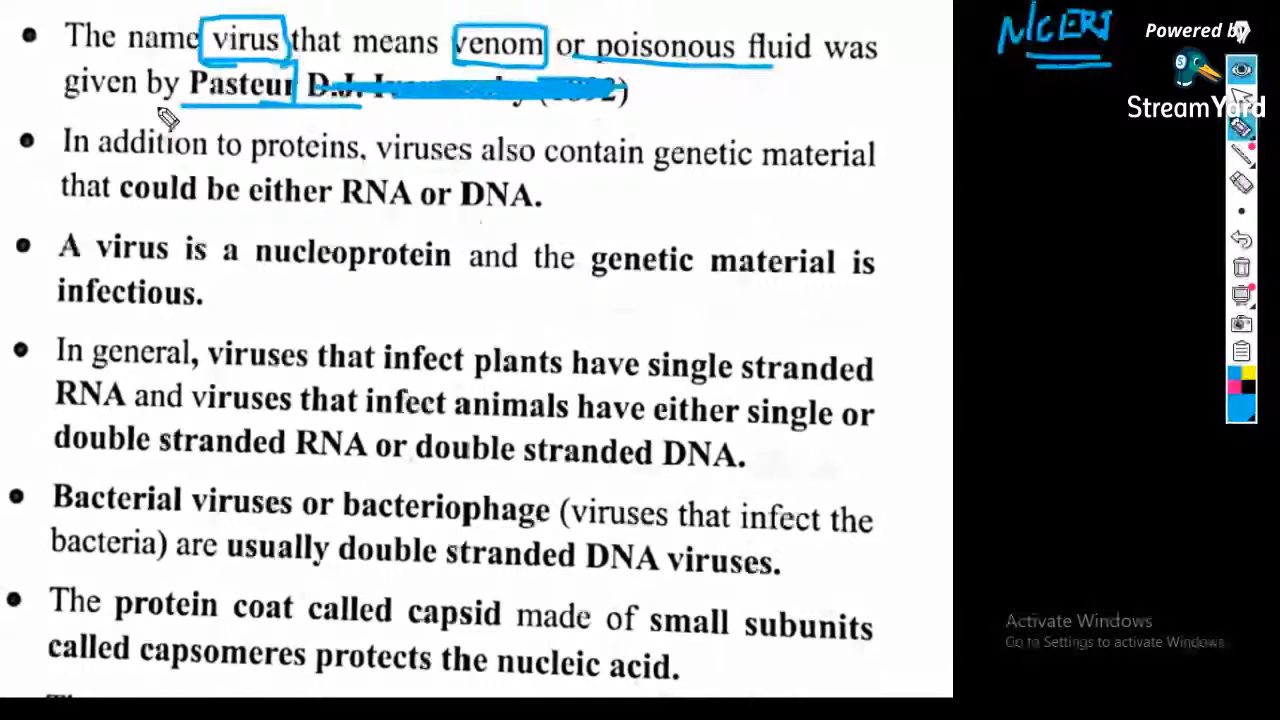 The name virus that means venom or poisonous fluid was
given by Pasteur D.J.
In addition to proteins, viruses also contain genetic material
that could be either RNA or DNA.
A virus is a nucleoprotein and the genetic material is
infectious.
In general, viruses that infect plants have single stranded
RNA and viruses that infect animals have either single or
double stranded RNA or double stranded DNA.
Bacterial viruses or bacteriophage (viruses that infect the
bacteria) are usually double stranded DNA viruses.
The protein coat called capsid made of small subunits
called capsomeres protects the nucleic acid.
NCERT
Powered by
StreamYard
Activate Windows
Go to Settings to activate Windows.